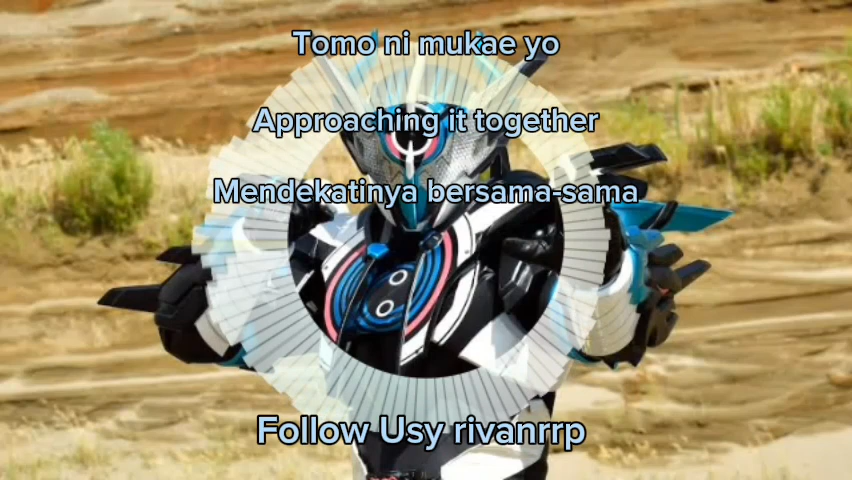 Tomo ni mukae yo
Approaching it together
Mendekatinya bersama-sama
Follow Usy rivanrrp